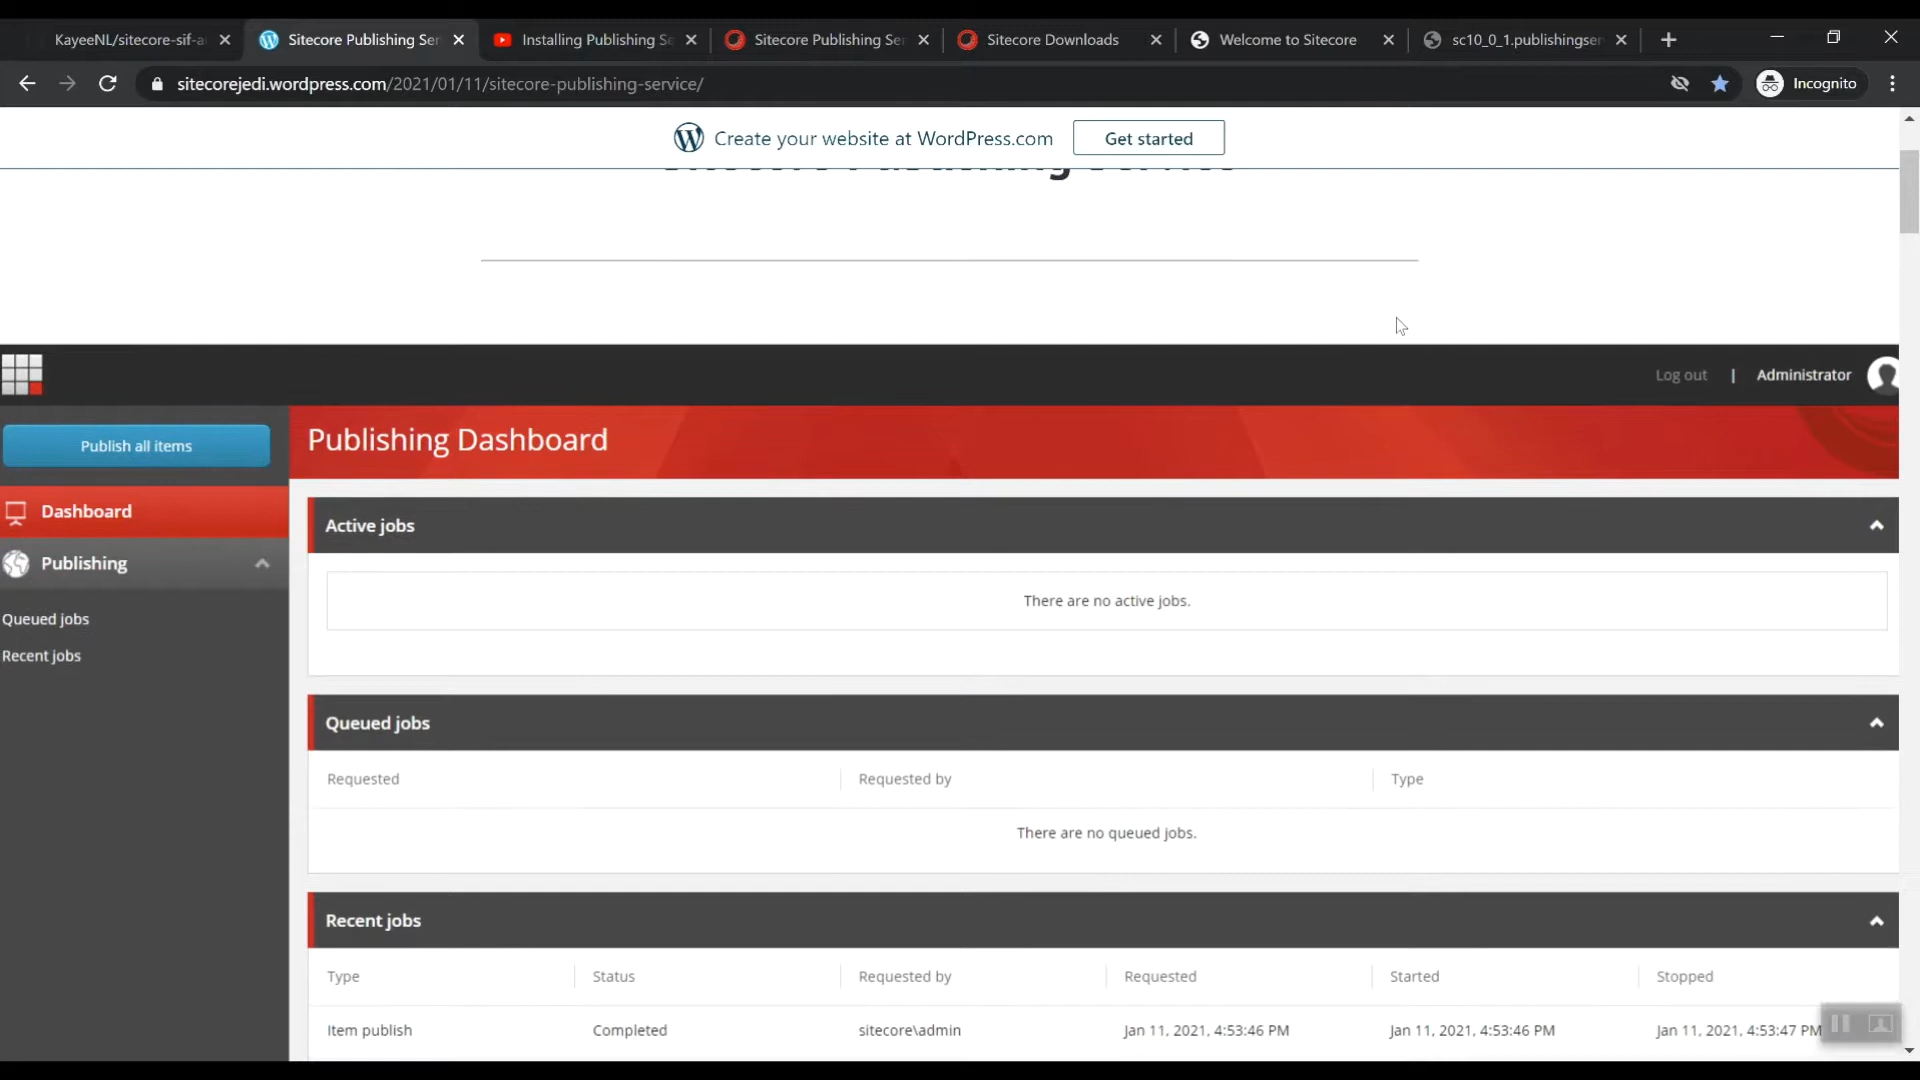 KayeeNL/sitecore-sif-a
Sitecore Publishing Ser
Installing Publishing Se
Sitecore Publishing Se
Sitecore Downloads
Welcome to Sitecore
sc10_0_1.publishingser
sitecorejedi.wordpress.com/2021/01/11/sitecore-publishing-service/
Incognito
Create your website at WordPress.com
Get started
Sitecore Publishing Service
Log out | Administrator
Publish all items
Publishing Dashboard
Dashboard
Publishing
Queued jobs
Recent jobs
Active jobs
There are no active jobs.
Queued jobs
Requested Requested by Type
There are no queued jobs.
Recent jobs
Type Status Requested by Requested Started Stopped
Item publish Completed sitecore\admin Jan 11, 2021, 4:53:46 PM Jan 11, 2021, 4:53:46 PM Jan 11, 2021, 4:53:47 PM